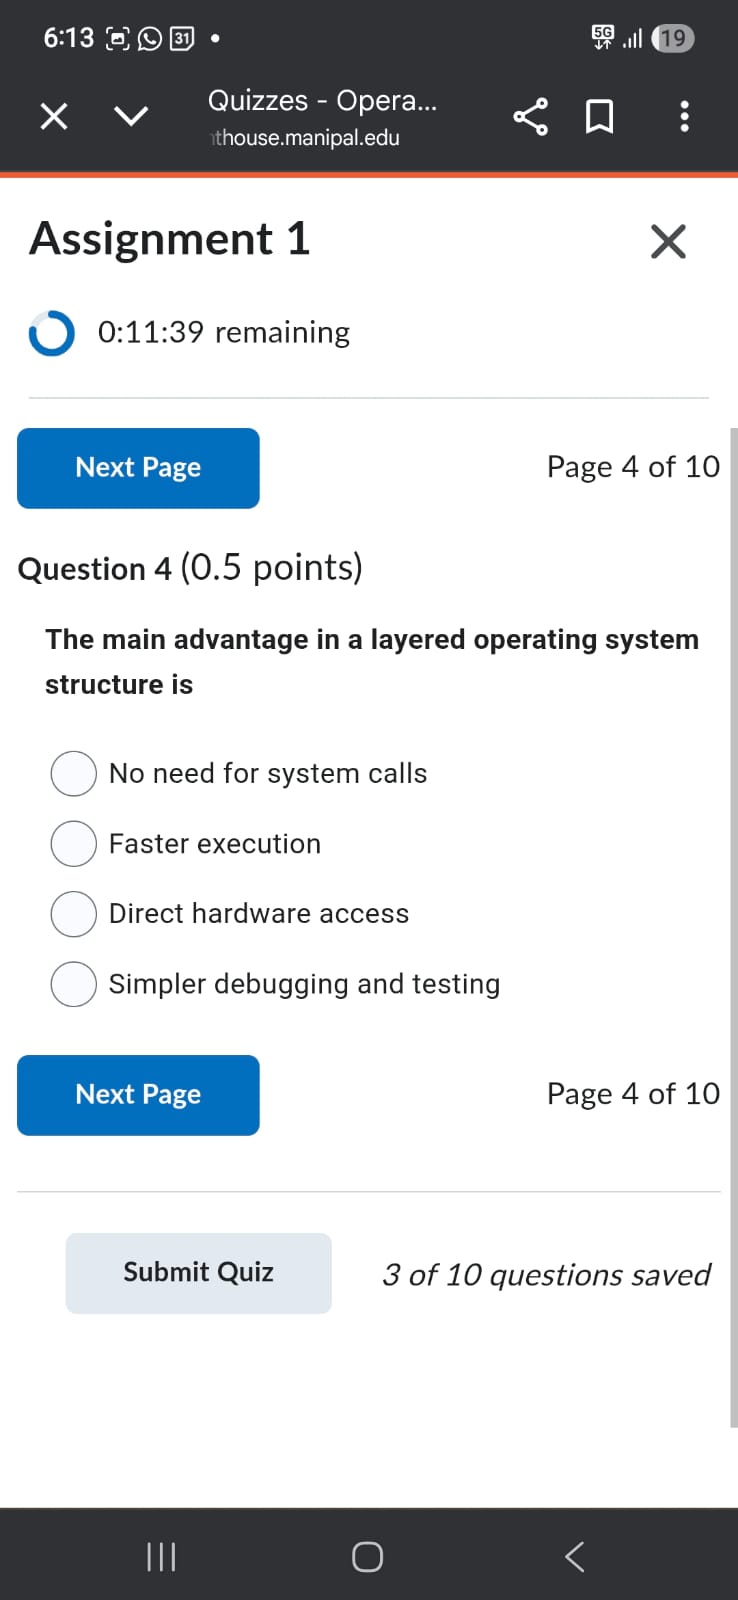 6:13 31 5G 19
Quizzes - Opera...
thouse.manipal.edu
Assignment 1
0:11:39 remaining
Next Page Page 4 of 10
Question 4 (0.5 points)
The main advantage in a layered operating system
structure is
No need for system calls
Faster execution
Direct hardware access
Simpler debugging and testing
Next Page Page 4 of 10
Submit Quiz 3 of 10 questions saved